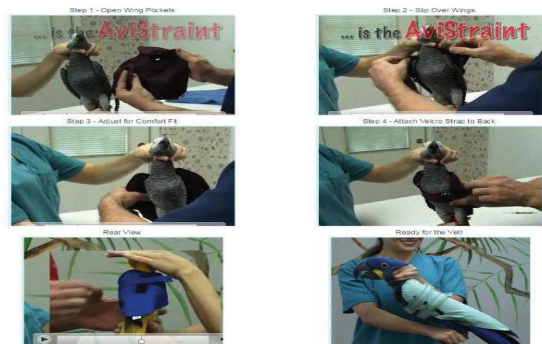 Step 1 - Open Wing Pockets
... is the AviStraint
Step 2 - Slip Over Wings
... is the AviStraint
Step 3 - Adjust for Comfort Fit
Step 4 - Attach Velcro Strap to Back
Rear View
Ready for the Vet!